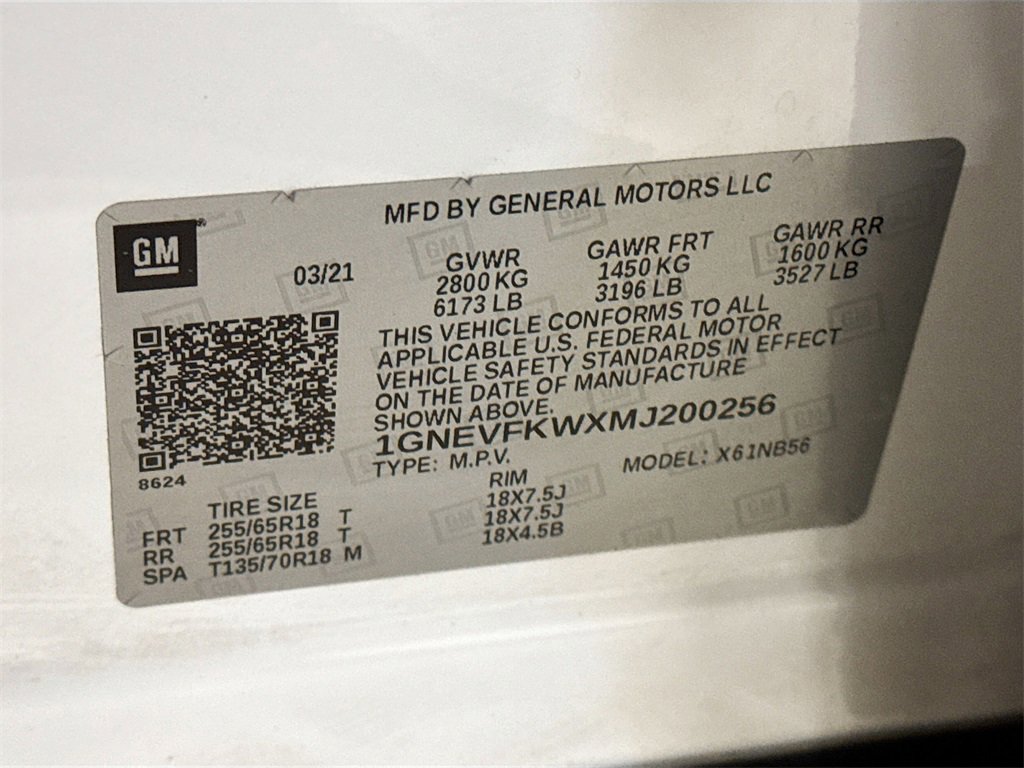 MFD BY GENERAL MOTORS LLC
GM
03/21
GVWR GAWR FRT GAWR RR
2800 KG 1450 KG 1600 KG
6173 LB 3196 LB 3527 LB
THIS VEHICLE CONFORMS TO ALL
APPLICABLE U.S. FEDERAL MOTOR
VEHICLE SAFETY STANDARDS IN EFFECT
ON THE DATE OF MANUFACTURE
SHOWN ABOVE.
1GNEVFKWXMJ200256
TYPE: M.P.V. MODEL: X61NB56
8624
TIRE SIZE RIM
FRT 255/65R18 T 18X7.5J
RR 255/65R18 T 18X7.5J
SPA T135/70R18 M 18X4.5B